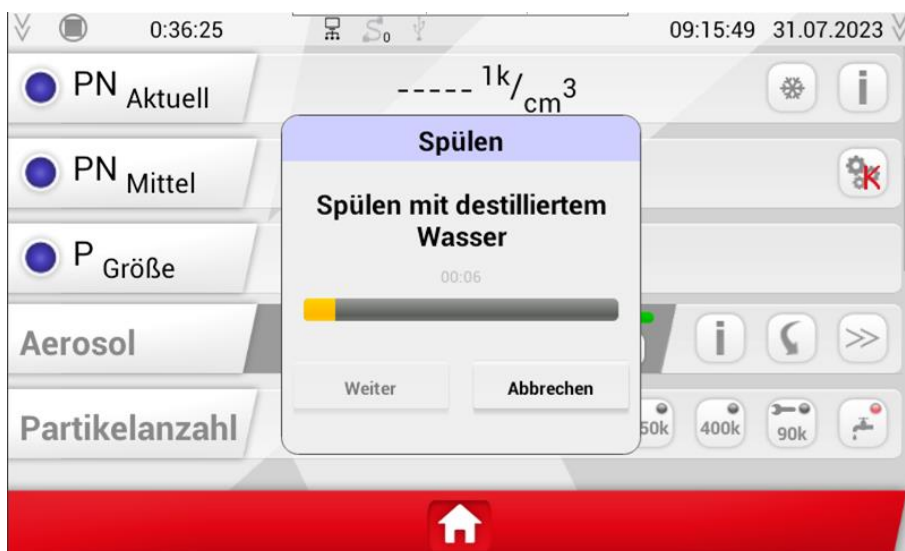 0:36:25
0
09:15:49 31.07.2023
PN Aktuell
----- 1k/cm3
i
PN Mittel
K
P Größe
Spülen
Spülen mit destilliertem
Wasser
00:06
Weiter
Abbrechen
Aerosol
i
>>
Partikelanzahl
50k
400k
90k